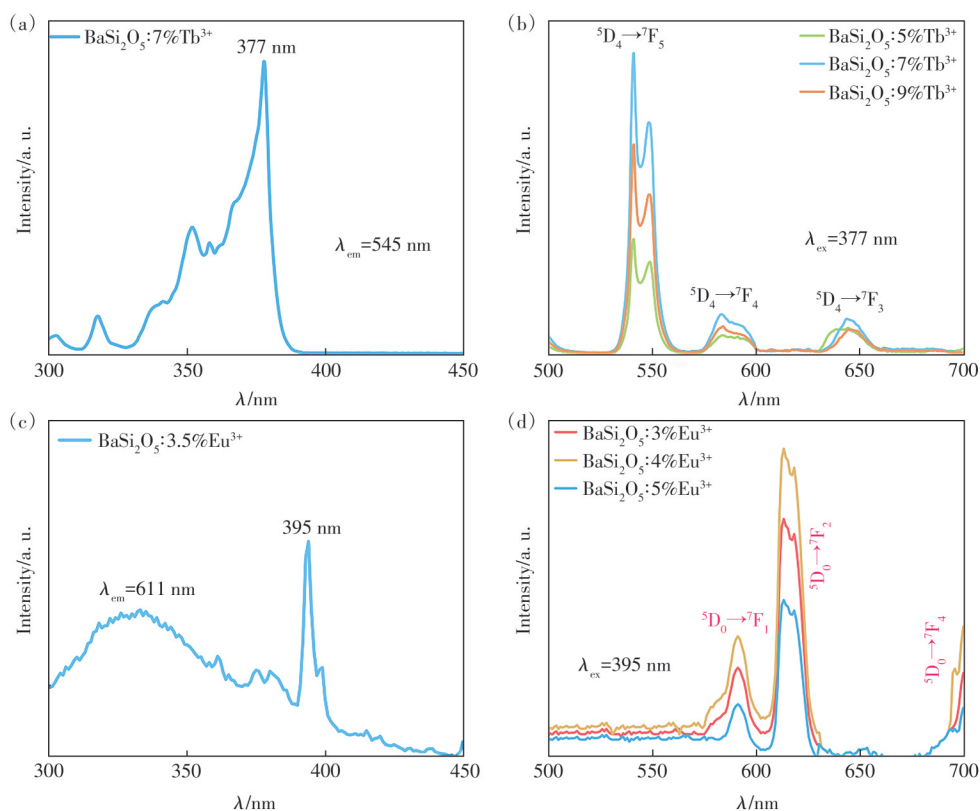 (a)
BaSi₂O₅:7%Tb³⁺
377 nm
λem=545 nm
Intensity/a. u.
300 350 400 450
λ/nm
(b)
⁵D₄→⁷F₅
BaSi₂O₅:5%Tb³⁺
BaSi₂O₅:7%Tb³⁺
BaSi₂O₅:9%Tb³⁺
λex=377 nm
⁵D₄→⁷F₄
⁵D₄→⁷F₃
Intensity/a. u.
500 550 600 650 700
λ/nm
(c)
BaSi₂O₅:3.5%Eu³⁺
395 nm
λem=611 nm
Intensity/a. u.
300 350 400 450
λ/nm
(d)
BaSi₂O₅:3%Eu³⁺
BaSi₂O₅:4%Eu³⁺
BaSi₂O₅:5%Eu³⁺
⁵D₀→⁷F₂
⁵D₀→⁷F₁
⁵D₀→⁷F₄
λex=395 nm
Intensity/a. u.
500 550 600 650 700
λ/nm